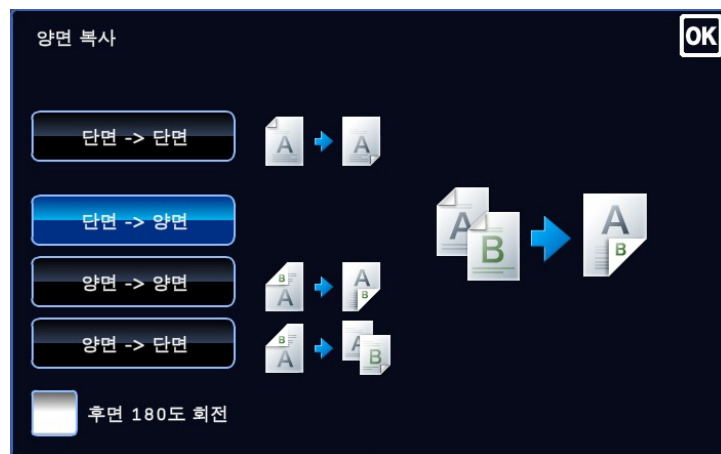 양면 복사
OK
단면 -> 단면
A A
단면 -> 양면
A B A B
양면 -> 양면
B A A B
양면 -> 단면
B A A B
후면 180도 회전